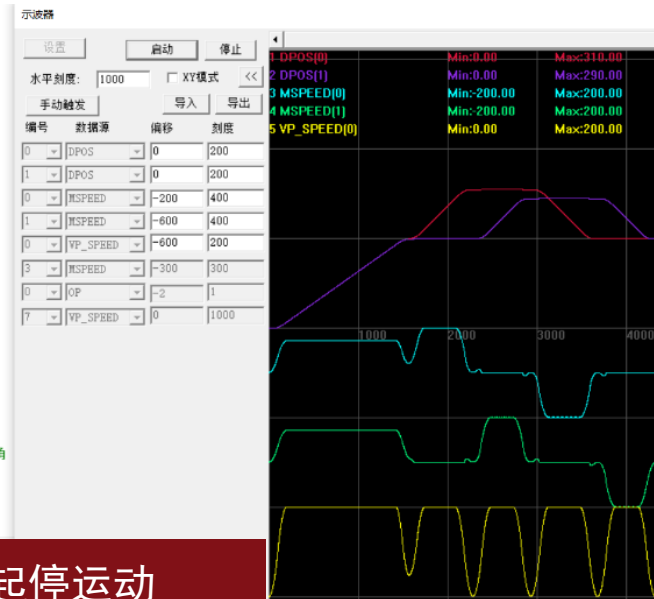 示波器
设置 启动 停止
水平刻度: 1000 XY模式 <<
手动触发 导入 导出
编号 数据源 偏移 刻度
0 DPOS 0 200
1 DPOS 0 200
0 MSPEED -200 400
1 MSPEED -600 400
0 VP_SPEED -600 200
3 MSPEED -300 300
0 OP -2 1
7 VP_SPEED 0 1000
1 DPOS(0) Min:0.00 Max:310.00
2 DPOS(1) Min:0.00 Max:290.00
3 MSPEED(0) Min:-200.00 Max:200.00
4 MSPEED(1) Min:-200.00 Max:200.00
5 VP_SPEED(0) Min:0.00 Max:200.00
1000 2000 3000 4000
角
起停运动